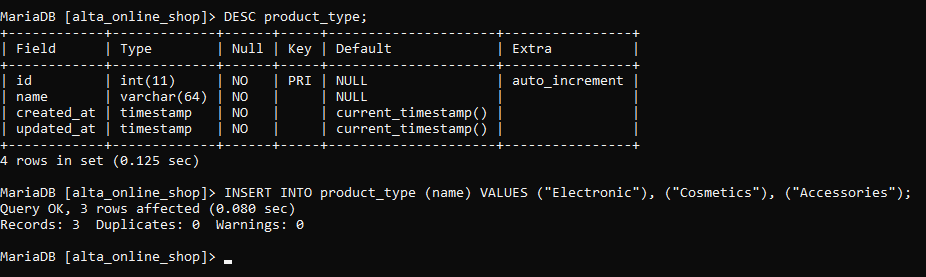 MariaDB [alta_online_shop]> DESC product_type;
+------------+-------------+------+-----+---------------------+----------------+
| Field      | Type        | Null | Key | Default             | Extra          |
+------------+-------------+------+-----+---------------------+----------------+
| id         | int(11)     | NO   | PRI | NULL                | auto_increment |
| name       | varchar(64) | NO   |     | NULL                |                |
| created_at | timestamp   | NO   |     | current_timestamp() |                |
| updated_at | timestamp   | NO   |     | current_timestamp() |                |
+------------+-------------+------+-----+---------------------+----------------+
4 rows in set (0.125 sec)

MariaDB [alta_online_shop]> INSERT INTO product_type (name) VALUES ("Electronic"), ("Cosmetics"), ("Accessories");
Query OK, 3 rows affected (0.080 sec)
Records: 3  Duplicates: 0  Warnings: 0

MariaDB [alta_online_shop]> _